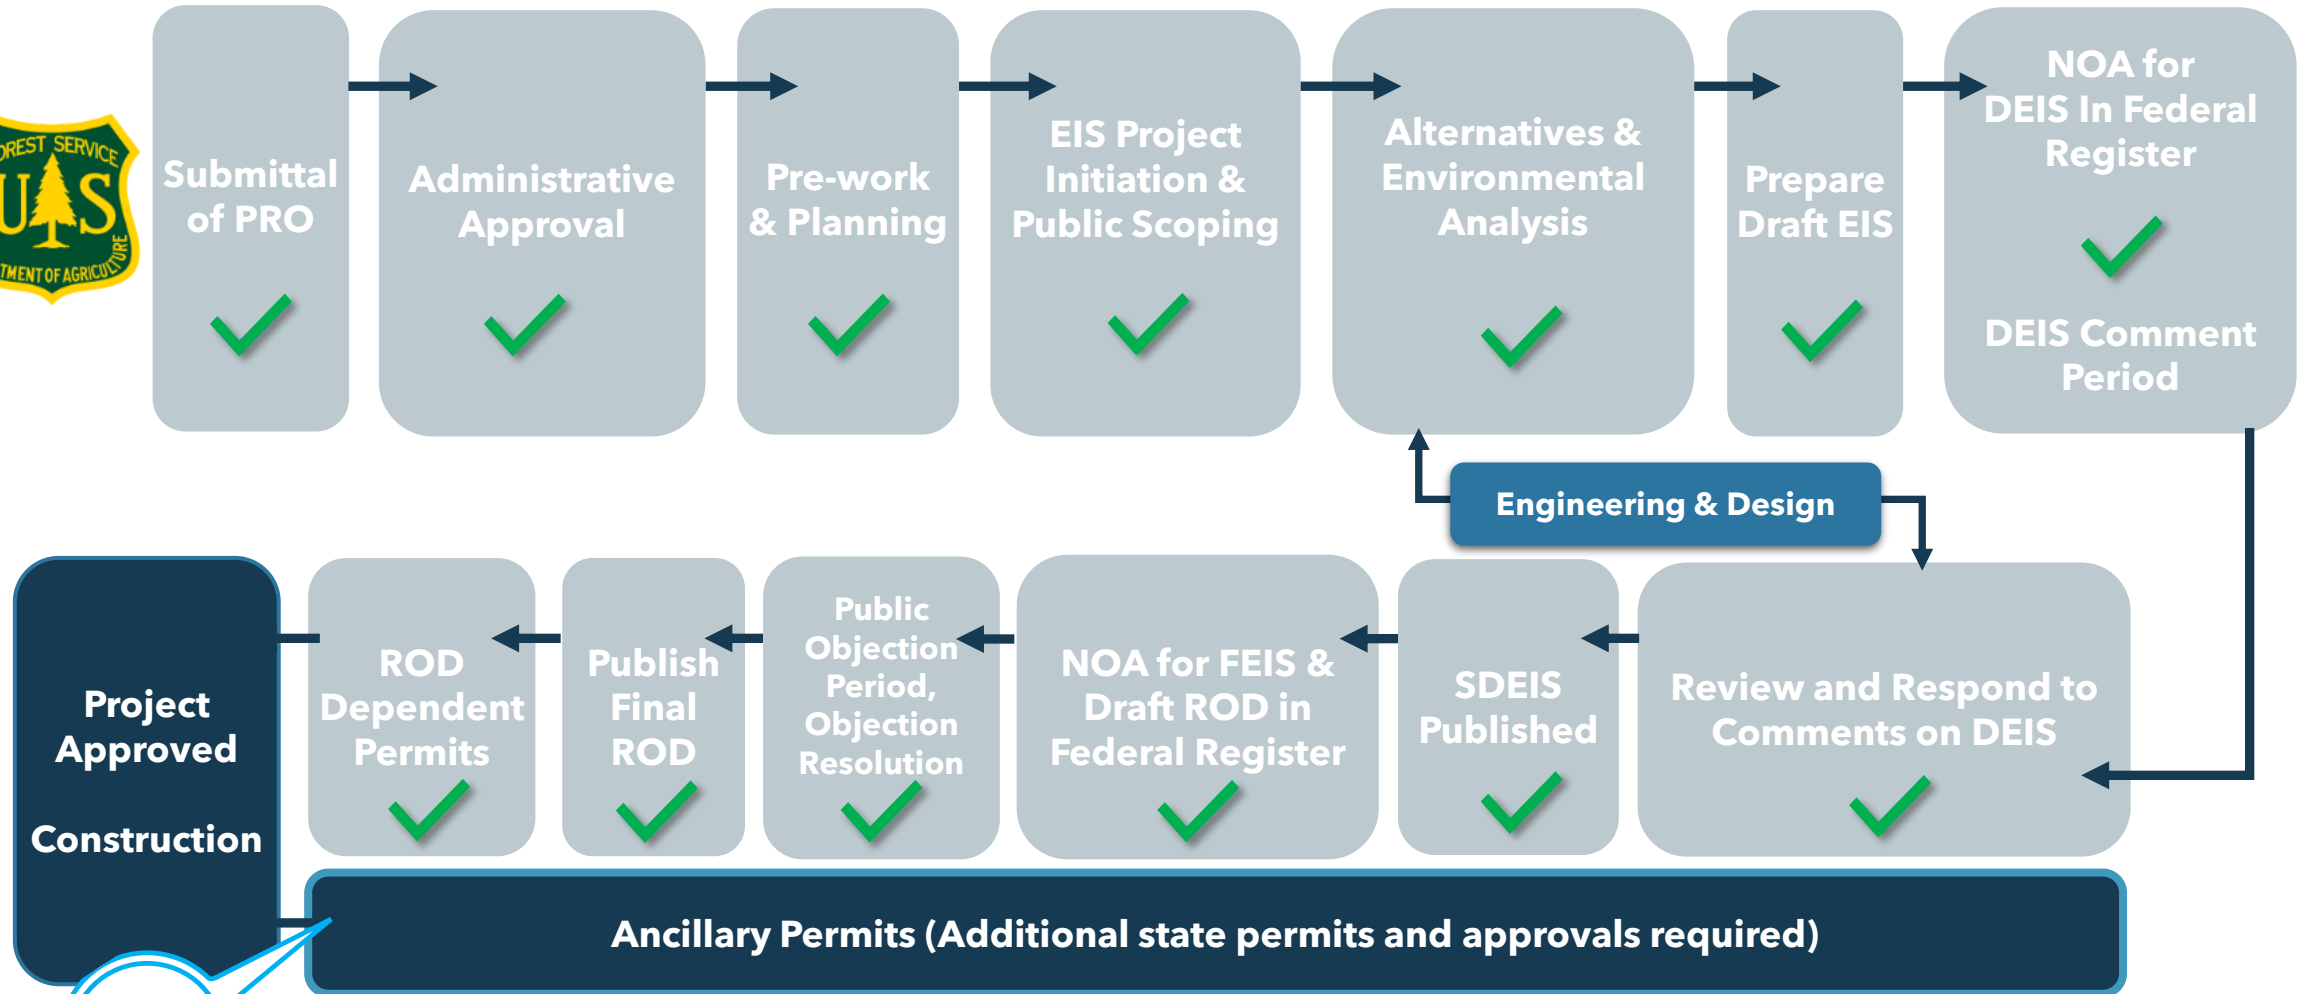 Submittal
of PRO
Administrative
Approval
Pre-work
& Planning
EIS Project
Initiation &
Public Scoping
Alternatives &
Environmental
Analysis
Prepare
Draft EIS
NOA for
DEIS In Federal
Register
DEIS Comment
Period
FOREST SERVICE
UAS
TMENT OF AGRICULTURE
Engineering & Design
Review and Respond to
Comments on DEIS
SDEIS
Published
NOA for FEIS &
Draft ROD in
Federal Register
Public
Objection
Period,
Objection
Resolution
Publish
Final
ROD
ROD
Dependent
Permits
Project
Approved
Construction
Ancillary Permits (Additional state permits and approvals required)